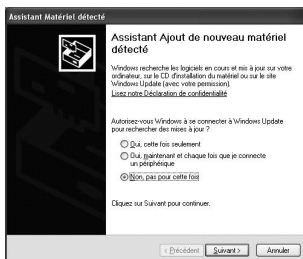 Assistant Matériel détecté
Assistant Ajout de nouveau matériel
détecté
Windows recherche les logiciels en cours et mis à jour sur votre
ordinateur, sur le CD d'installation du matériel ou sur le site
Windows Update (avec votre permission).
Lisez notre Déclaration de confidentialité
Autorisez-vous Windows à se connecter à Windows Update
pour rechercher des mises à jour ?
Oui, cette fois seulement
Oui, maintenant et chaque fois que je connecte
un périphérique
Non, pas pour cette fois
Cliquez sur Suivant pour continuer.
< Précédent
Suivant >
Annuler